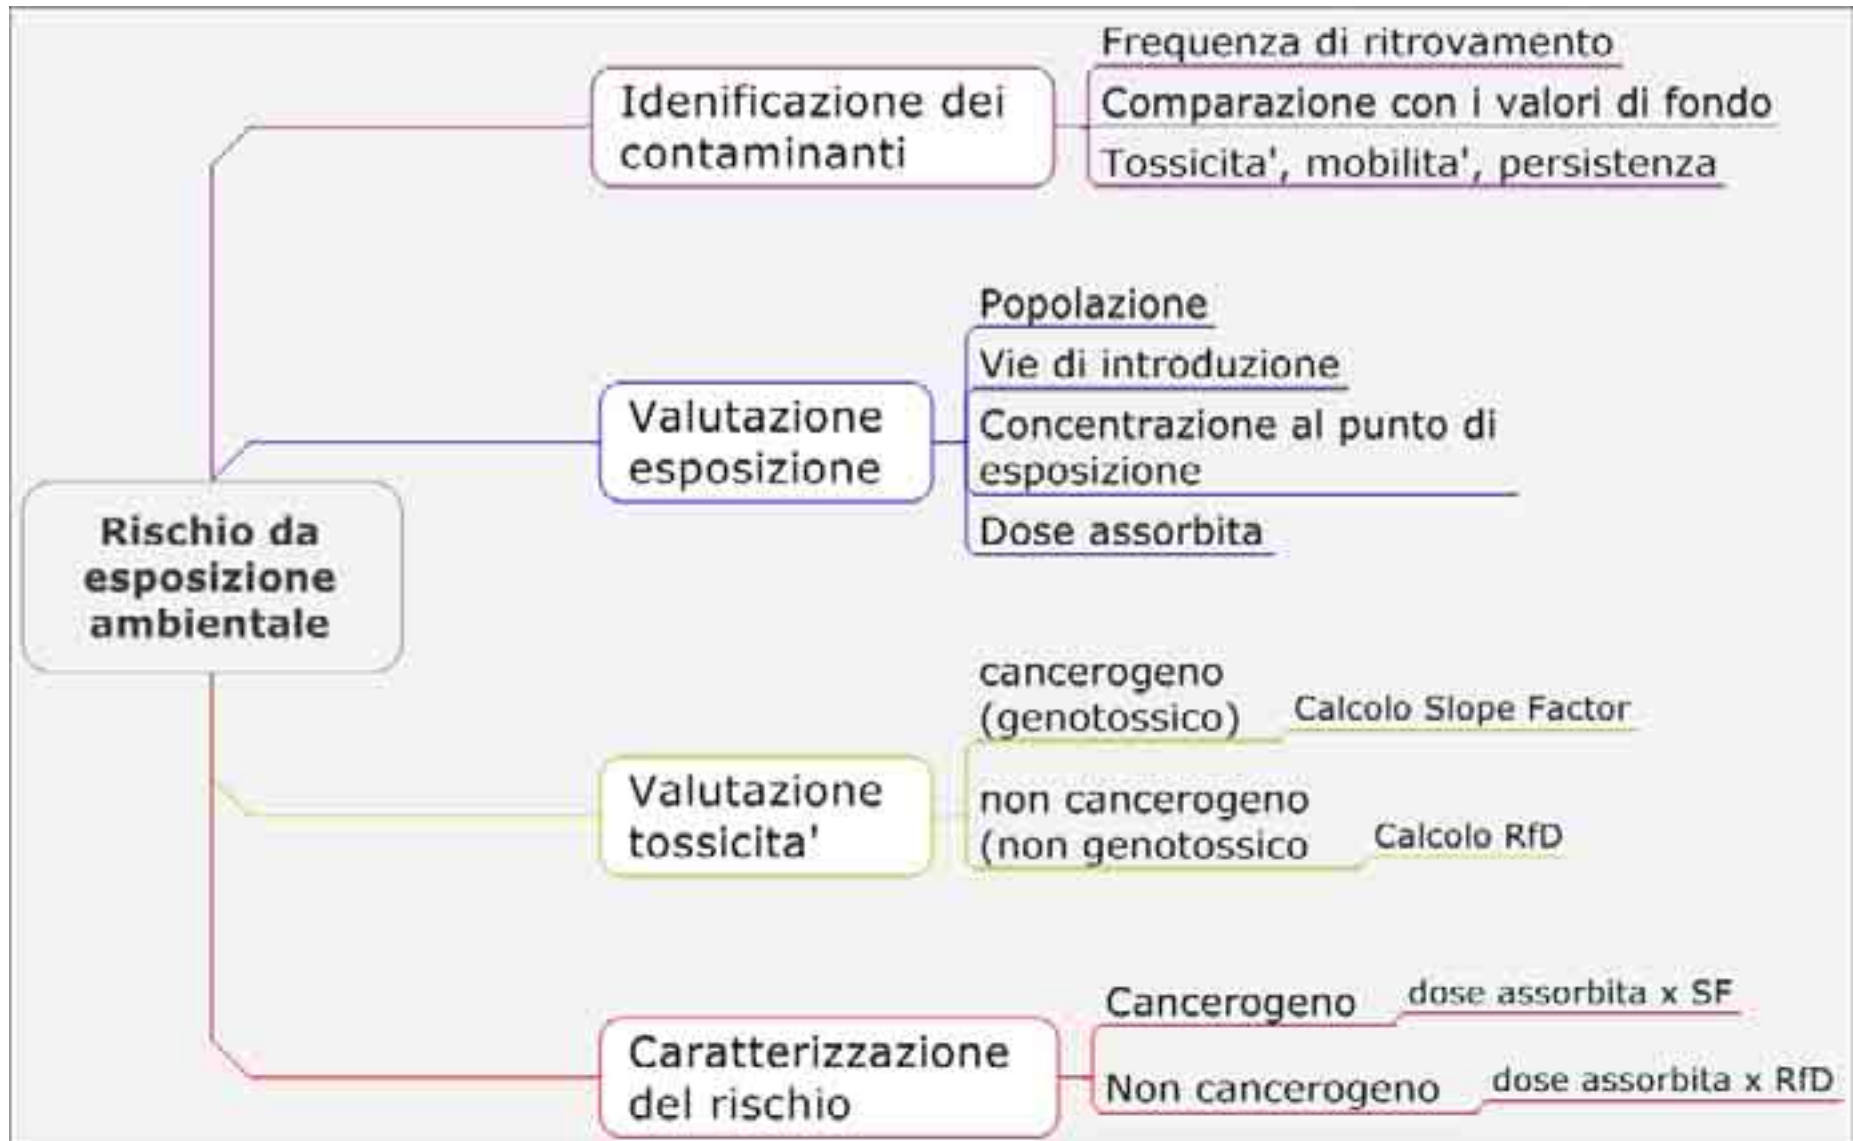 Rischio da
esposizione
ambientale
Idenificazione dei
contaminanti
Frequenza di ritrovamento
Comparazione con i valori di fondo
Tossicita', mobilita', persistenza
Valutazione
esposizione
Popolazione
Vie di introduzione
Concentrazione al punto di
esposizione
Dose assorbita
Valutazione
tossicita'
cancerogeno
(genotossico)
Calcolo Slope Factor
non cancerogeno
(non genotossico
Calcolo RfD
Caratterizzazione
del rischio
Cancerogeno
dose assorbita x SF
Non cancerogeno
dose assorbita x RfD